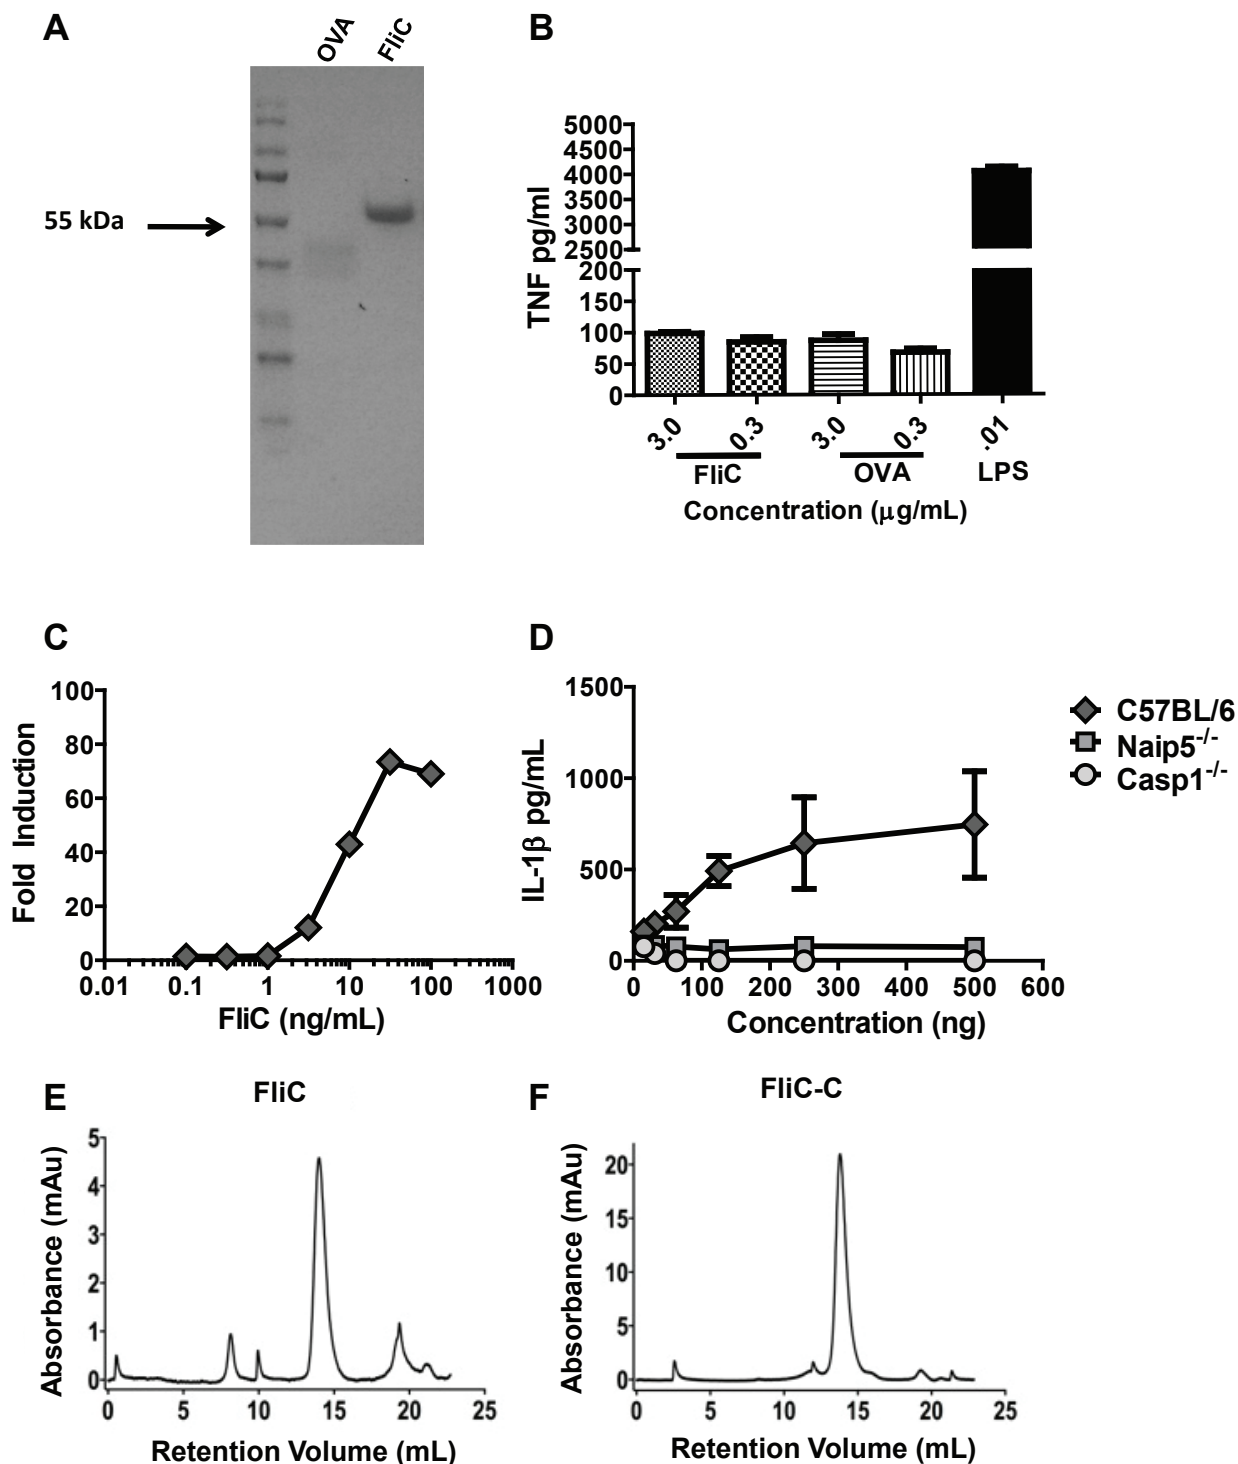 A
OVA
FliC
55 kDa
B
5000
4500
4000
3500
3000
2500
200
150
100
50
0
TNF pg/ml
3.0
0.3
3.0
0.3
.01
FliC
OVA
LPS
Concentration (μg/mL)
C
100
80
60
40
20
0
Fold Induction
0.01
0.1
1
10
100
1000
FliC (ng/mL)
D
1500
1000
500
0
IL-1β pg/mL
0
100
200
300
400
500
600
Concentration (ng)
C57BL/6
Naip5-/-
Casp1-/-
E
FliC
5
4
3
2
1
0
Absorbance (mAu)
0
5
10
15
20
25
Retention Volume (mL)
F
FliC-C
20
15
10
5
0
Absorbance (mAu)
0
5
10
15
20
25
Retention Volume (mL)